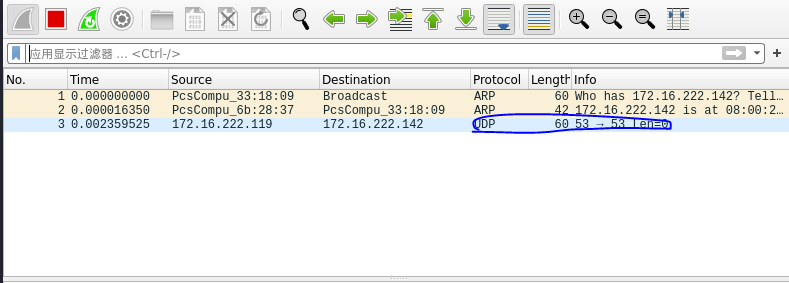 应用显示过滤器 … <Ctrl-/>
No. Time Source Destination Protocol Length Info
1 0.000000000 PcsCompu_33:18:09 Broadcast ARP 60 Who has 172.16.222.142? Tell…
2 0.000016350 PcsCompu_6b:28:37 PcsCompu_33:18:09 ARP 42 172.16.222.142 is at 08:00:2…
3 0.002359525 172.16.222.119 172.16.222.142 UDP 60 53 → 53 Len=0